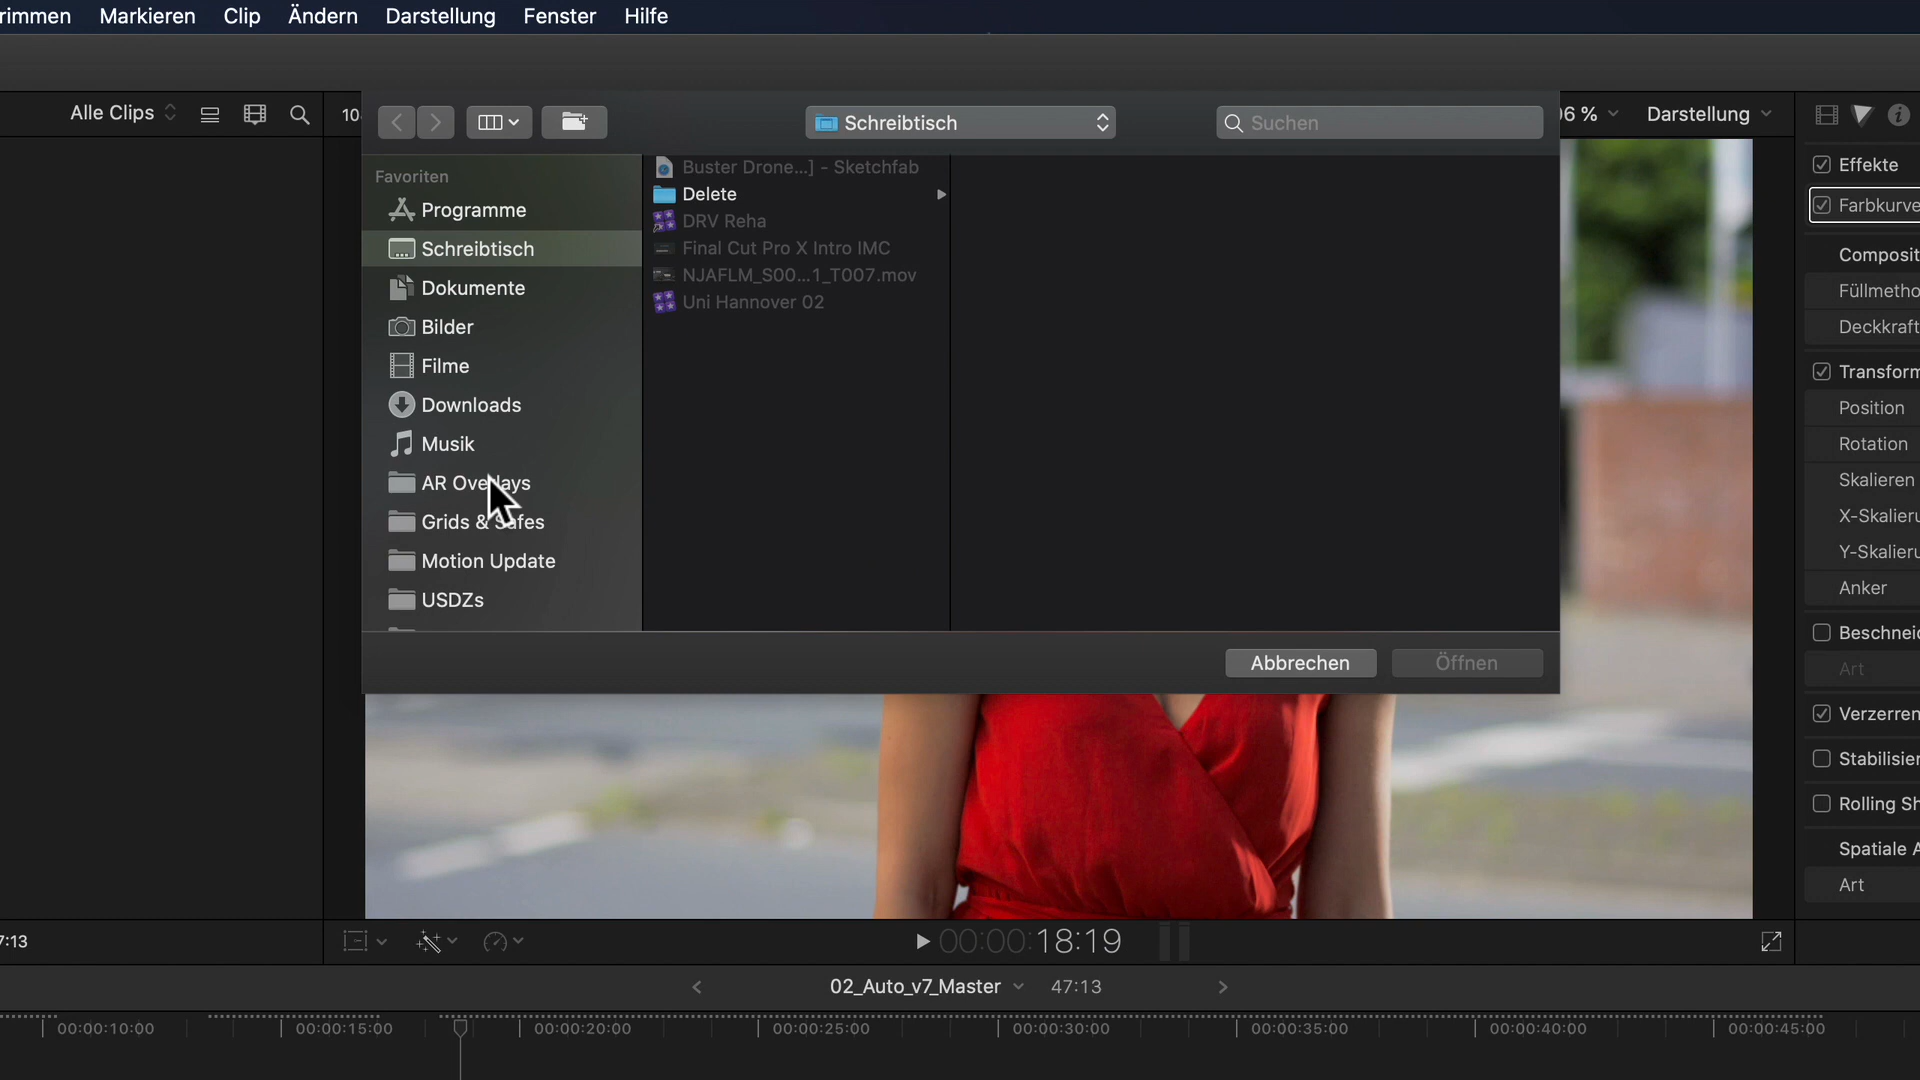 rimmen Markieren Clip Ändern Darstellung Fenster Hilfe
Alle Clips
10
Schreibtisch
Suchen
06 %
Darstellung
Favoriten
Programme
Schreibtisch
Dokumente
Bilder
Filme
Downloads
Musik
AR Overlays
Grids & Safes
Motion Update
USDZs
Buster Drone...] - Sketchfab
Delete
DRV Reha
Final Cut Pro X Intro IMC
NJAFLM_S00...1_T007.mov
Uni Hannover 02
Abbrechen Öffnen
Effekte
Farbkurve
Composit
Füllmetho
Deckkraft
Transform
Position
Rotation
Skalieren
X-Skalieru
Y-Skalieru
Anker
Beschneid
Art
Verzerren
Stabilisier
Rolling Sh
Spatiale A
Art
7:13
00:00:18:19
02_Auto_v7_Master 47:13
00:00:10:00 00:00:15:00 00:00:20:00 00:00:25:00 00:00:30:00 00:00:35:00 00:00:40:00 00:00:45:00